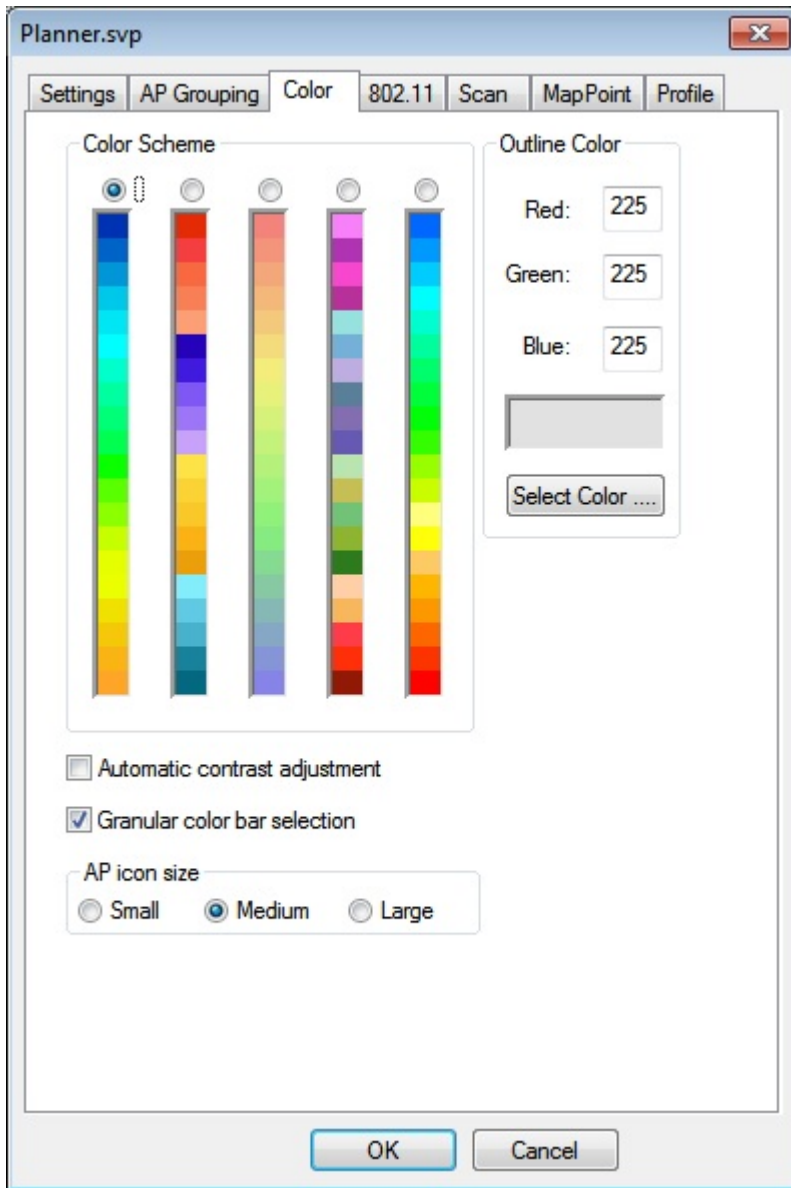 Planner.svp
Settings AP Grouping Color 802.11 Scan MapPoint Profile
Color Scheme
Outline Color
Red: 225
Green: 225
Blue: 225
Select Color ....
Automatic contrast adjustment
Granular color bar selection
AP icon size
Small Medium Large
OK Cancel